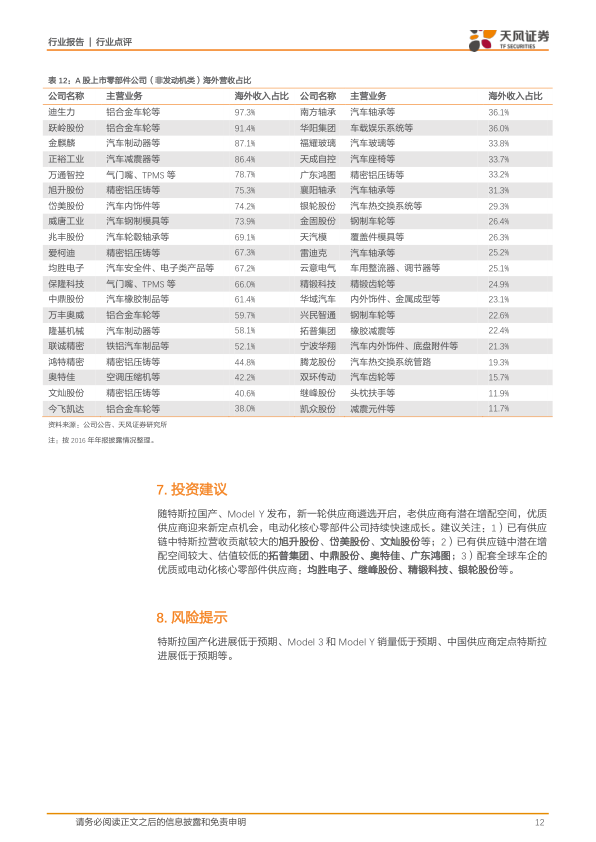 行业报告 | 行业点评
天风证券
TF SECURITIES
表 12：A 股上市零部件公司（非发动机类）海外营收占比
公司名称 主营业务 海外收入占比 公司名称 主营业务 海外收入占比
迪生力 铝合金车轮等 97.3% 南方轴承 汽车轴承等 36.1%
跃岭股份 铝合金车轮等 91.4% 华阳集团 车载娱乐系统等 36.0%
金麒麟 汽车制动器等 87.1% 福耀玻璃 汽车玻璃等 33.8%
正裕工业 汽车减震器等 86.4% 天成自控 汽车座椅等 33.7%
万通智控 气门嘴、TPMS 等 78.7% 广东鸿图 精密铝压铸等 33.2%
旭升股份 精密铝压铸等 75.3% 襄阳轴承 汽车轴承等 31.3%
岱美股份 汽车内饰件等 74.2% 银轮股份 汽车热交换系统等 29.3%
威唐工业 汽车钢制模具等 73.9% 金固股份 钢制车轮等 26.4%
兆丰股份 汽车轮毂轴承等 69.1% 天汽模 覆盖件模具等 26.3%
爱柯迪 精密铝压铸等 67.3% 雷迪克 汽车轴承等 25.2%
均胜电子 汽车安全件、电子类产品等 67.2% 云意电气 车用整流器、调节器等 25.1%
保隆科技 气门嘴、TPMS 等 66.0% 精锻科技 精锻齿轮等 24.9%
中鼎股份 汽车橡胶制品等 61.4% 华域汽车 内外饰件、金属成型等 23.1%
万丰奥威 铝合金车轮等 59.7% 兴民智通 钢制车轮等 22.6%
隆基机械 汽车制动器等 58.1% 拓普集团 橡胶减震等 22.4%
联诚精密 铁铝汽车制品等 52.1% 宁波华翔 汽车内外饰件、底盘附件等 21.3%
鸿特精密 精密铝压铸等 44.8% 腾龙股份 汽车热交换系统管路 19.3%
奥特佳 空调压缩机等 42.2% 双环传动 汽车齿轮等 15.7%
文灿股份 精密铝压铸等 40.6% 继峰股份 头枕扶手等 11.9%
今飞凯达 铝合金车轮等 38.0% 凯众股份 减震元件等 11.7%
资料来源：公司公告、天风证券研究所
注：按 2016 年年报披露情况整理。
7. 投资建议
随特斯拉国产、Model Y 发布，新一轮供应商遴选开启，老供应商有潜在增配空间，优质
供应商迎来新定点机会，电动化核心零部件公司持续快速成长。建议关注：1）已有供应
链中特斯拉营收贡献较大的旭升股份、岱美股份、文灿股份等；2）已有供应链中潜在增
配空间较大、估值较低的拓普集团、中鼎股份、奥特佳、广东鸿图；3）配套全球车企的
优质或电动化核心零部件供应商：均胜电子、继峰股份、精锻科技、银轮股份等。
8. 风险提示
特斯拉国产化进展低于预期、Model 3 和 Model Y 销量低于预期、中国供应商定点特斯拉
进展低于预期等。
请务必阅读正文之后的信息披露和免责申明 12